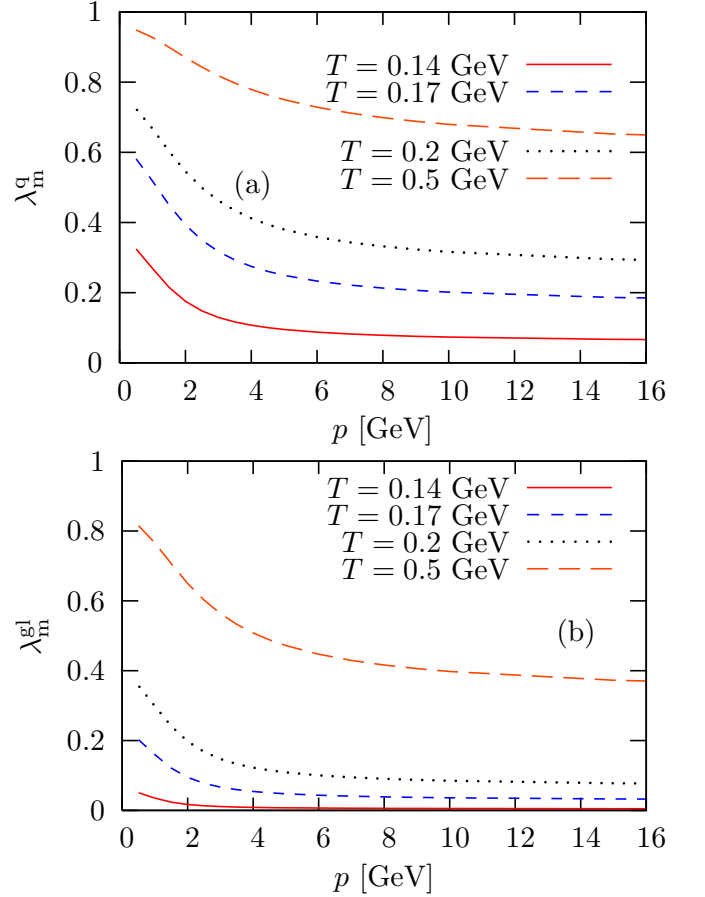 1
0.8
0.6
0.4
0.2
0
λ_m^q
T = 0.14 GeV
T = 0.17 GeV
T = 0.2 GeV
T = 0.5 GeV
(a)
0 2 4 6 8 10 12 14 16
p [GeV]
1
0.8
0.6
0.4
0.2
0
λ_m^gl
T = 0.14 GeV
T = 0.17 GeV
T = 0.2 GeV
T = 0.5 GeV
(b)
0 2 4 6 8 10 12 14 16
p [GeV]